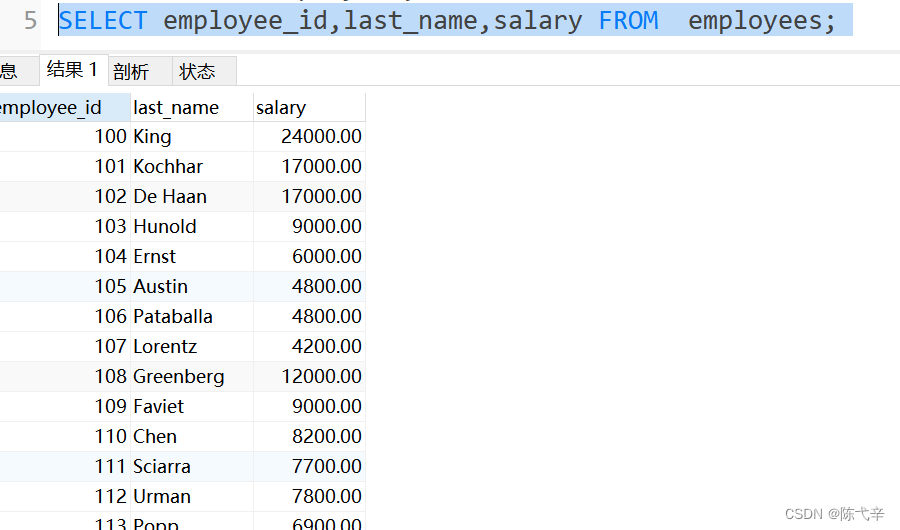 5 SELECT employee_id,last_name,salary FROM  employees;
息 结果 1 剖析 状态
employee_id last_name salary
100 King 24000.00
101 Kochhar 17000.00
102 De Haan 17000.00
103 Hunold 9000.00
104 Ernst 6000.00
105 Austin 4800.00
106 Pataballa 4800.00
107 Lorentz 4200.00
108 Greenberg 12000.00
109 Faviet 9000.00
110 Chen 8200.00
111 Sciarra 7700.00
112 Urman 7800.00
113 Popp 6900.00
CSDN @陈弋辛